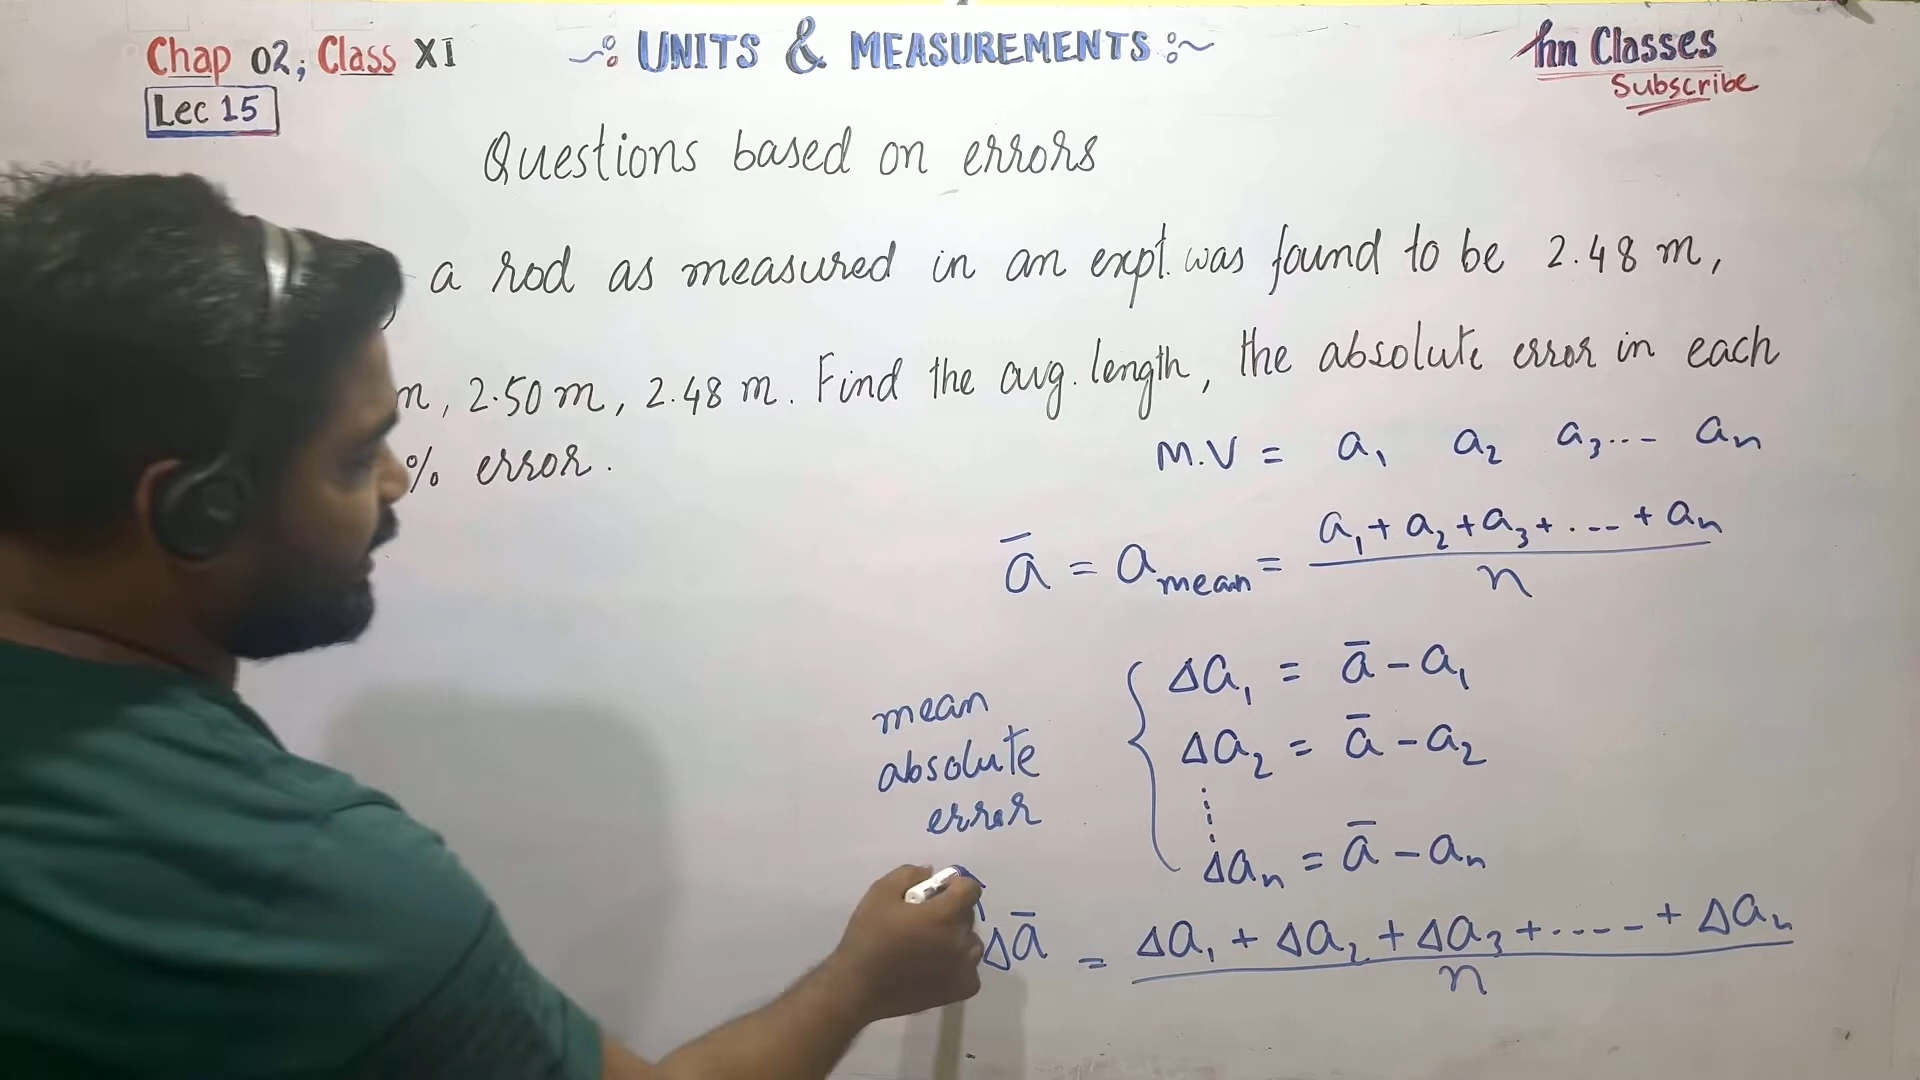 Chap 02, Class XI
~: UNITS & MEASUREMENTS :~
hn Classes
Subscribe
Lec 15
Questions based on errors
a rod as measured in an expt. was found to be 2.48 m,
m, 2.50 m, 2.48 m. Find the avg. length, the absolute error in each
% error.
M.V = a₁ a₂ a₃... aₙ
ā = a mean = a₁ + a₂ + a₃ + .... + aₙ / n
mean
absolute
error
Δa₁ = ā - a₁
Δa₂ = ā - a₂
Δaₙ = ā - aₙ
Δā = Δa₁ + Δa₂ + Δa₃ + ..... + Δaₙ / n